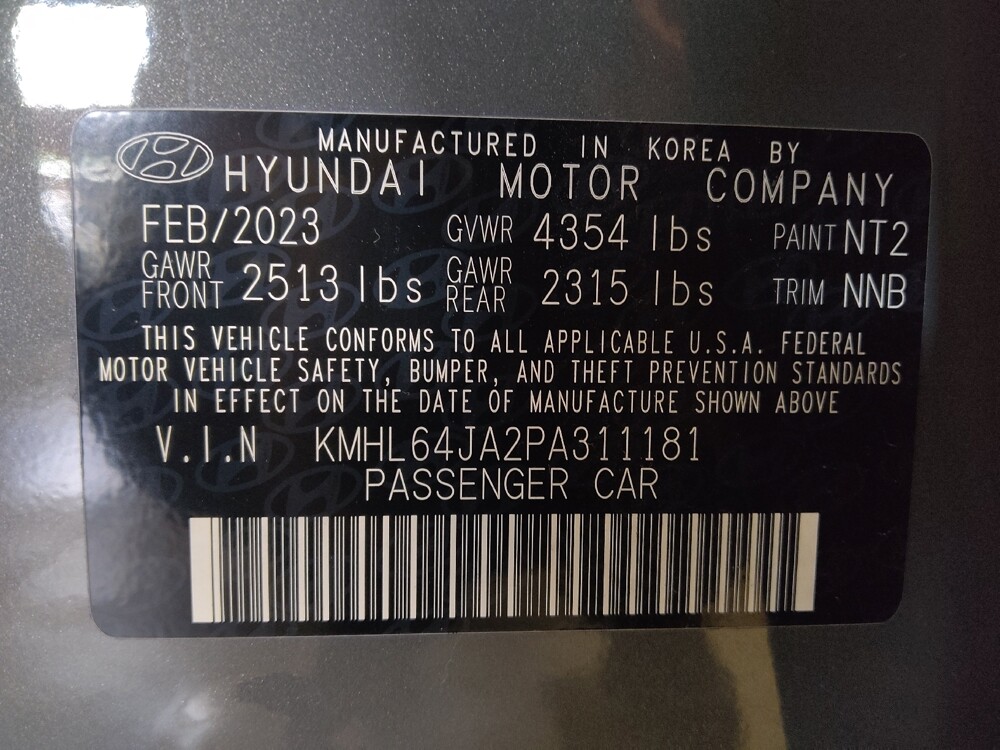 MANUFACTURED IN KOREA BY
HYUNDAI MOTOR COMPANY
FEB/2023 GVWR 4354 lbs PAINT NT2
GAWR FRONT 2513 lbs GAWR REAR 2315 lbs TRIM NNB
THIS VEHICLE CONFORMS TO ALL APPLICABLE U.S.A. FEDERAL
MOTOR VEHICLE SAFETY, BUMPER, AND THEFT PREVENTION STANDARDS
IN EFFECT ON THE DATE OF MANUFACTURE SHOWN ABOVE
V.I.N KMHL64JA2PA311181
PASSENGER CAR